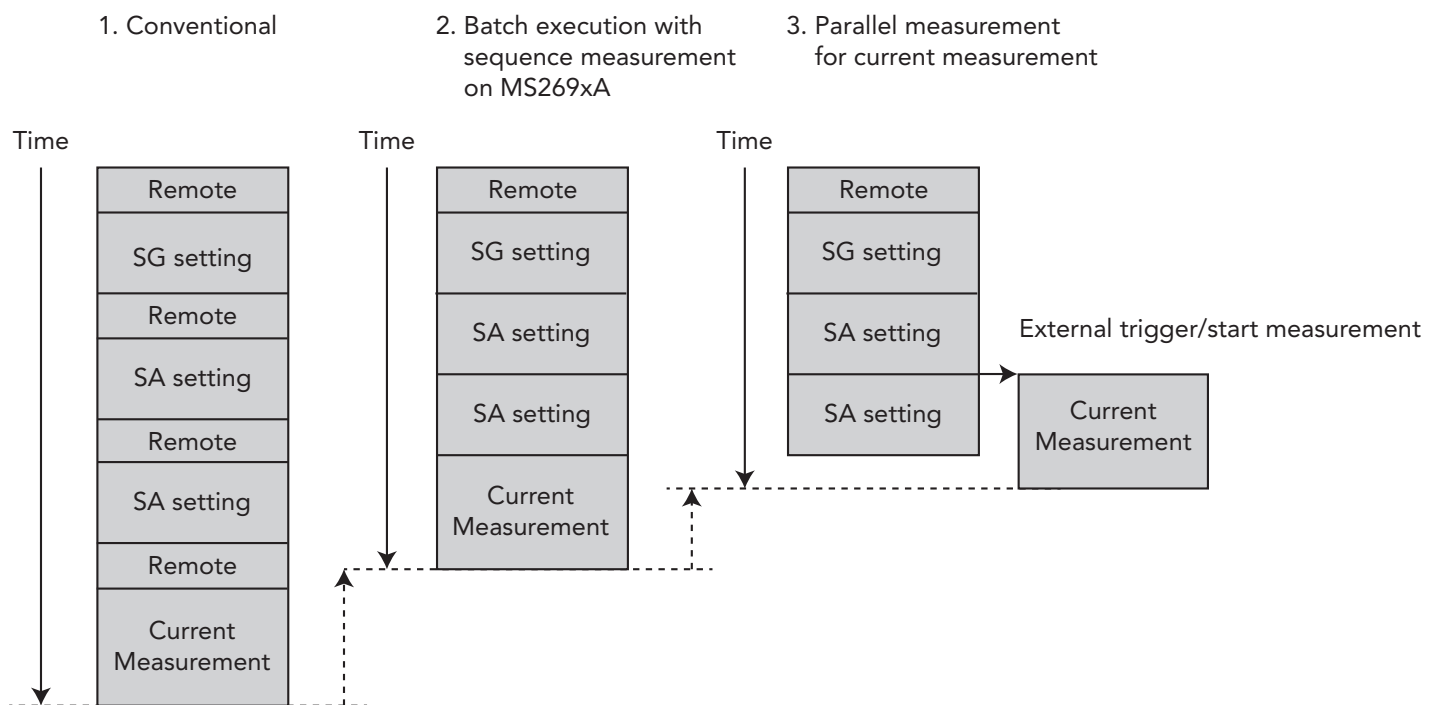 1. Conventional
2. Batch execution with
sequence measurement
on MS269xA
3. Parallel measurement
for current measurement
Time
Remote
SG setting
Remote
SA setting
Remote
SA setting
Remote
Current
Measurement
Time
Remote
SG setting
SA setting
SA setting
Current
Measurement
Time
Remote
SG setting
SA setting
SA setting
External trigger/start measurement
Current
Measurement